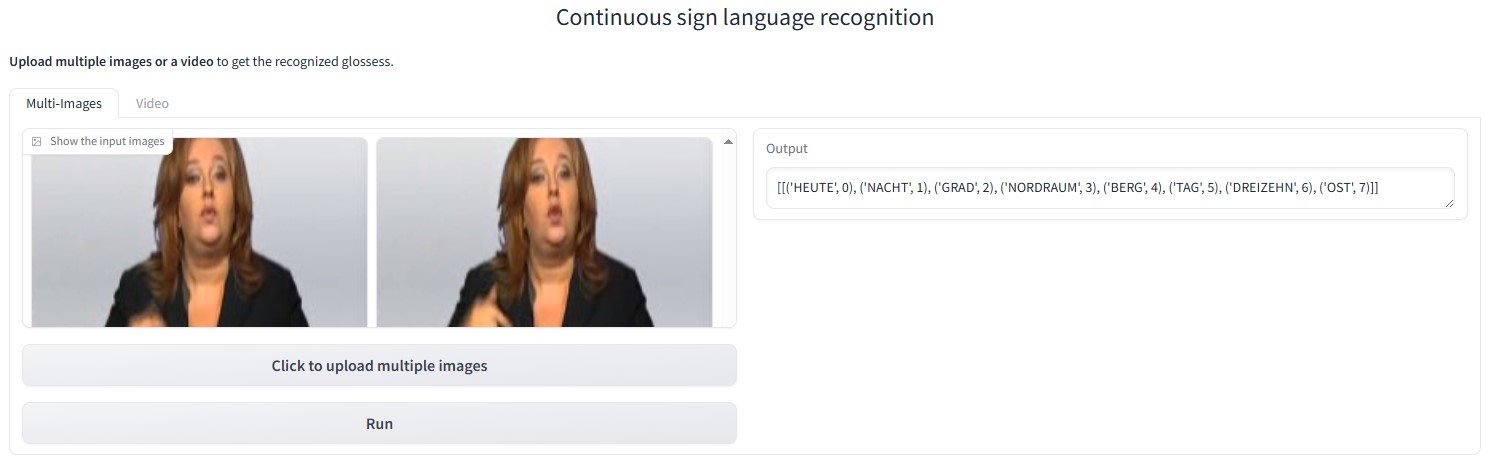 Continuous sign language recognition
Upload multiple images or a video to get the recognized glossess.
Multi-Images
Video
Show the input images
Output
[[('HEUTE', 0), ('NACHT', 1), ('GRAD', 2), ('NORDRAUM', 3), ('BERG', 4), ('TAG', 5), ('DREIZEHN', 6), ('OST', 7)]]
Click to upload multiple images
Run